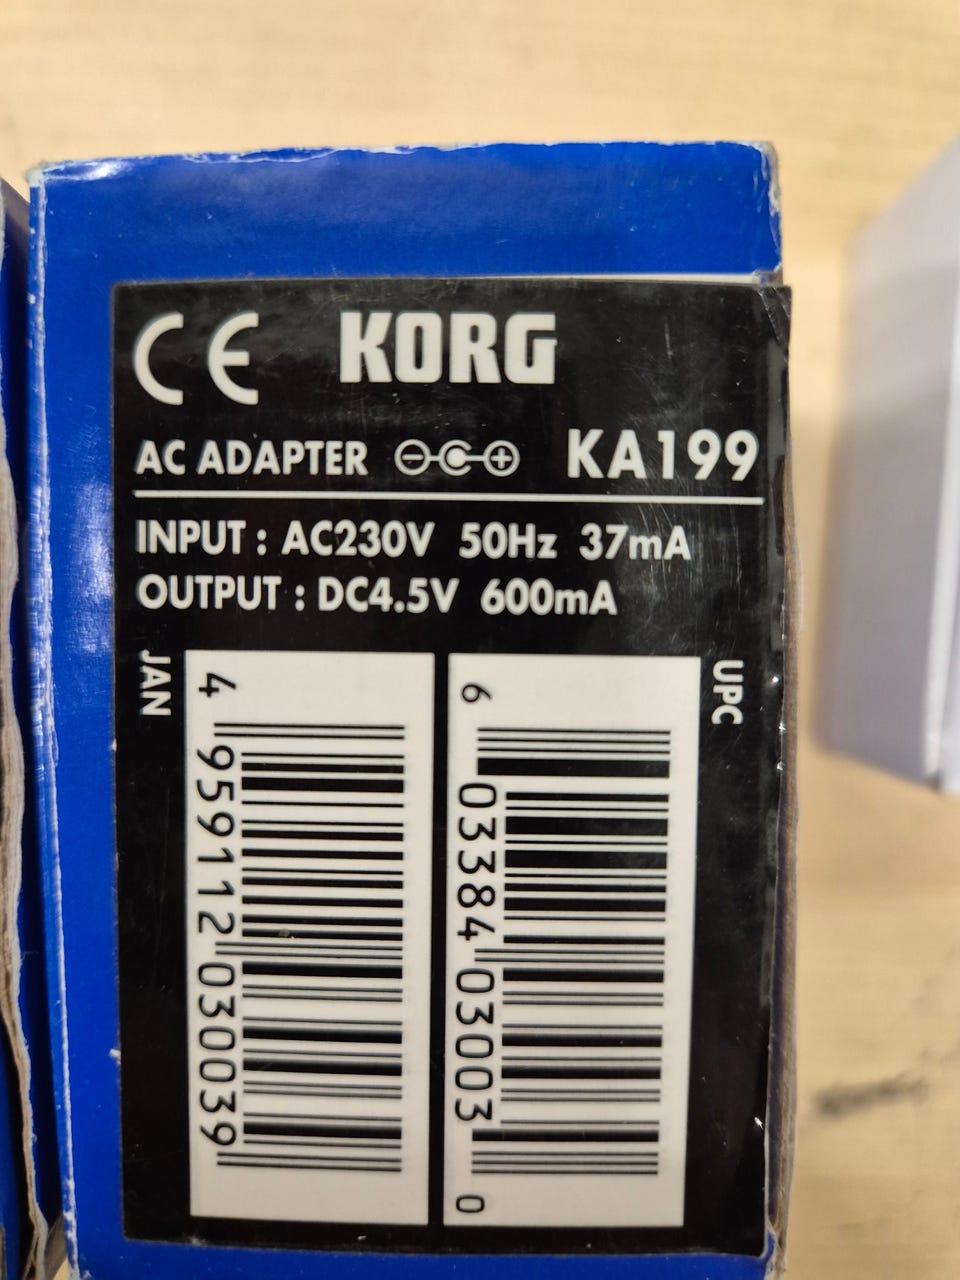 CE KORG
AC ADAPTER KA199
INPUT : AC230V 50Hz 37mA
OUTPUT : DC4.5V 600mA
JAN
4 959112 030039
UPC
6 03384 03003 0